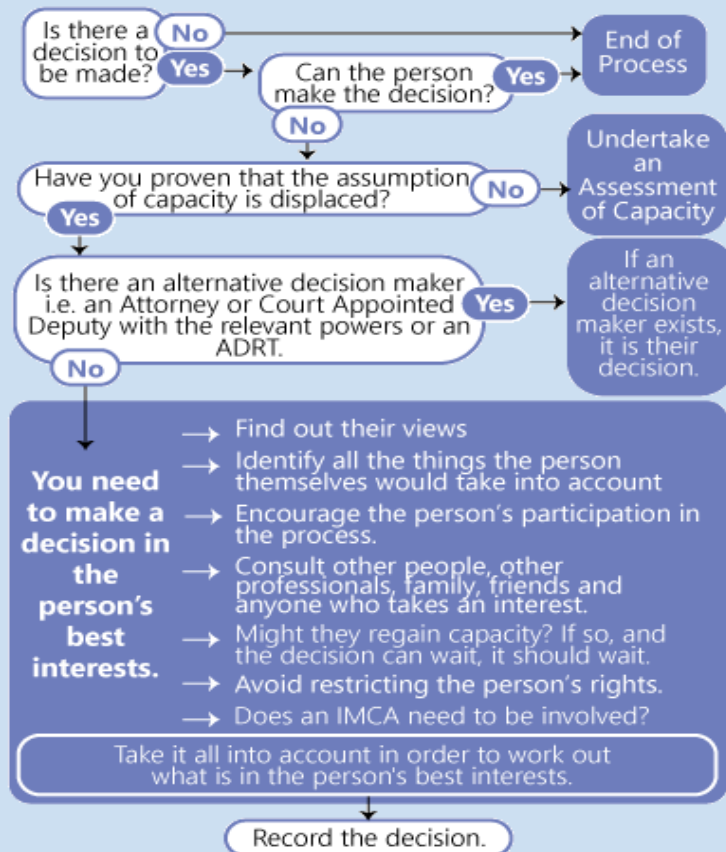 Is there a
decision to
be made?
No
Yes
End of
Process
Can the person
make the decision?
Yes
No
Have you proven that the assumption
of capacity is displaced?
No
Yes
Undertake
an
Assessment
of Capacity
Is there an alternative decision maker
i.e. an Attorney or Court Appointed
Deputy with the relevant powers or an
ADRT.
Yes
No
If an
alternative
decision
maker exists,
it is their
decision.
You need
to make a
decision in
the
person's
best
interests.
Find out their views
Identify all the things the person
themselves would take into account
Encourage the person's participation in
the process.
Consult other people, other
professionals, family, friends and
anyone who takes an interest.
Might they regain capacity? If so, and
the decision can wait, it should wait.
Avoid restricting the person's rights.
Does an IMCA need to be involved?
Take it all into account in order to work out
what is in the person's best interests.
Record the decision.